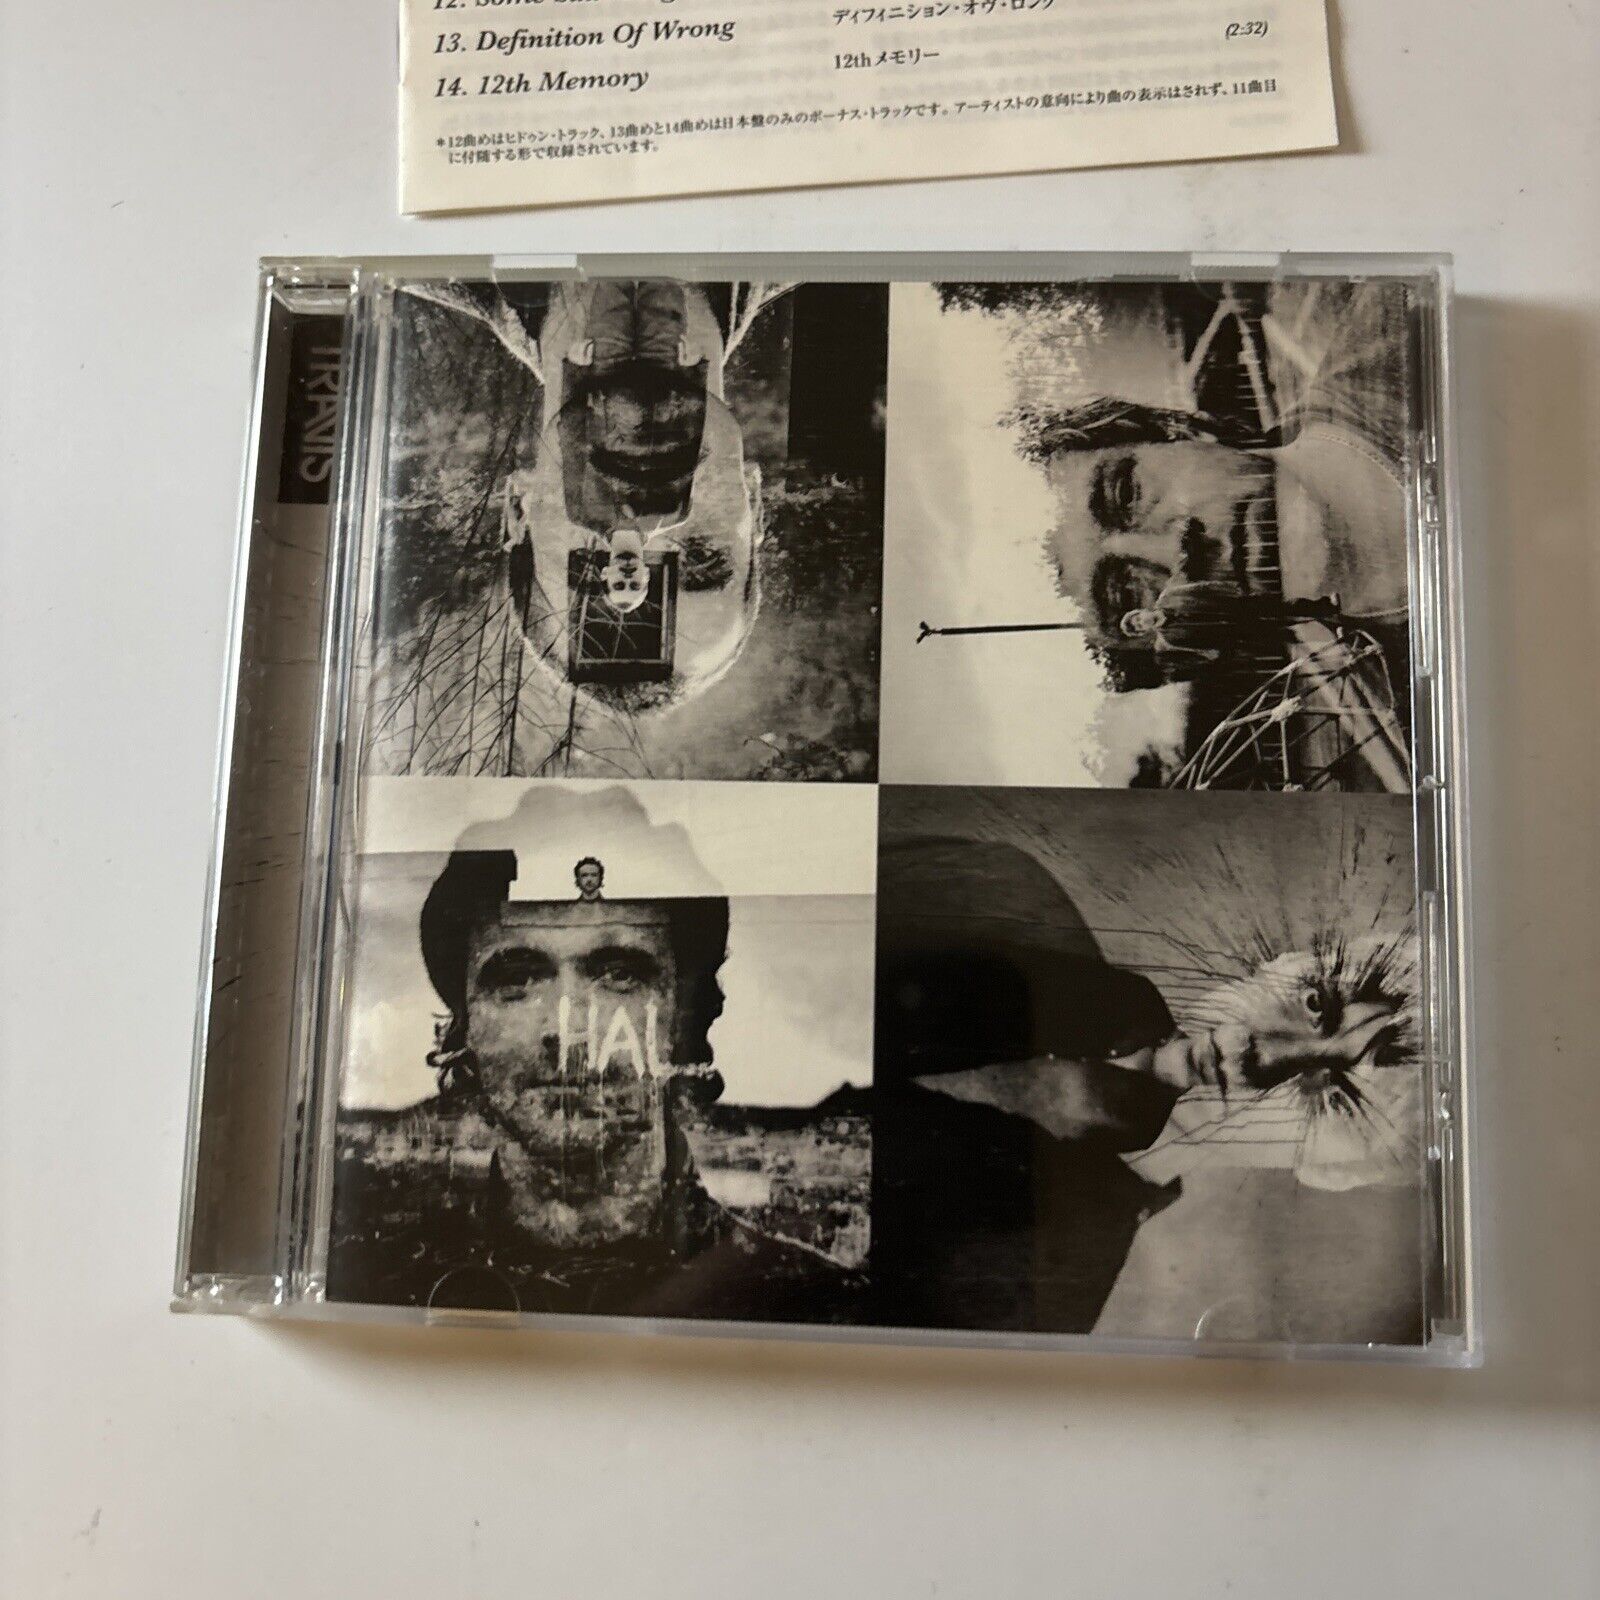 12. Some Sad
13. Definition Of Wrong
ディフィニション・オヴ・ロング
14. 12th Memory
12thメモリー
(2:32)
*12曲めはヒドゥン・トラック、13曲めと14曲めは日本盤のみのボーナス・トラックです。アーティストの意向により曲の表示はされず、11曲目
に付随する形で収録されています。
TRAVIS
HAL